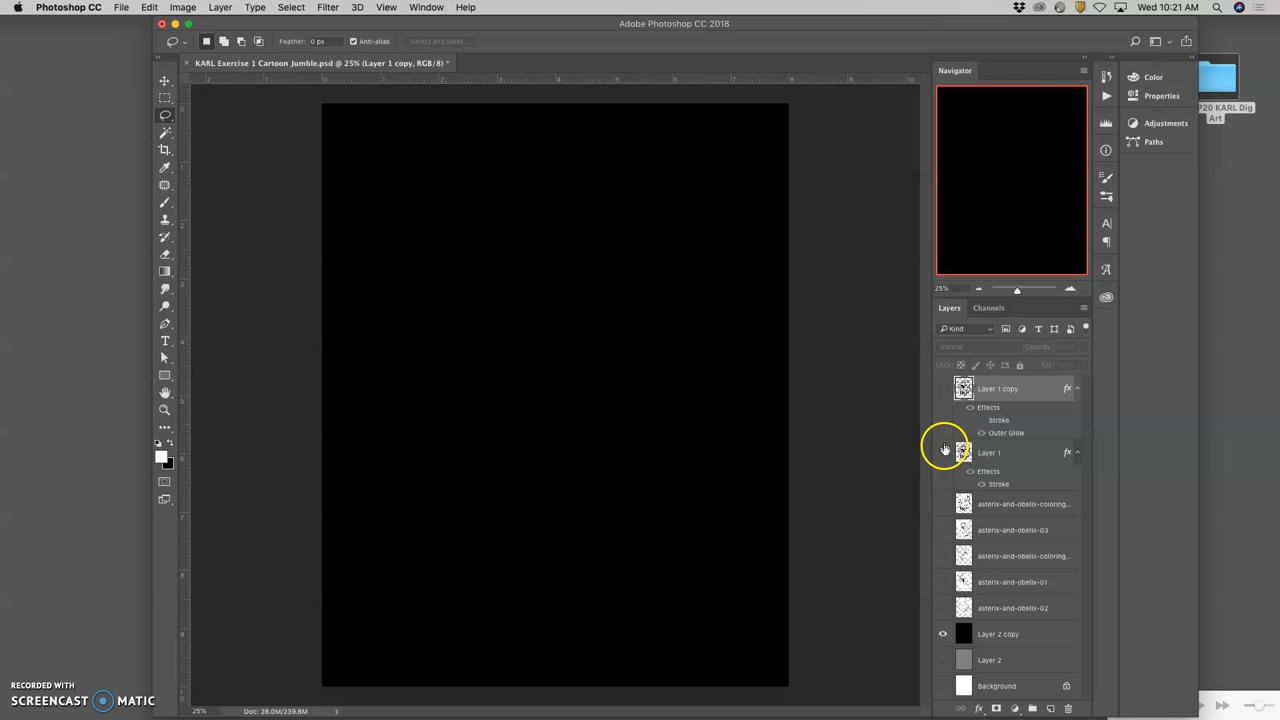 Photoshop CC File Edit Image Layer Type Select Filter 3D View Window Help Wed 10:21 AM
Adobe Photoshop CC 2018
Feather: 0 px Anti-alias Select and Mask...
KARL Exercise 1 Cartoon Jumble.psd @ 25% (Layer 1 copy, RGB/8) *
Navigator
Color
Properties
P20 KARL Dig
Art
Adjustments
Paths
25%
Layers Channels
Kind
Normal Opacity:
Lock: Fill:
Layer 1 copy fx
Effects
Stroke
Outer Glow
Layer 1 fx
Effects
Stroke
asterix-and-obelix-coloring...
asterix-and-obelix-03
asterix-and-obelix-coloring...
asterix-and-obelix-01
asterix-and-obelix-02
Layer 2 copy
Layer 2
Background
25% Doc: 28.0M/239.8M
RECORDED WITH
SCREENCAST MATIC